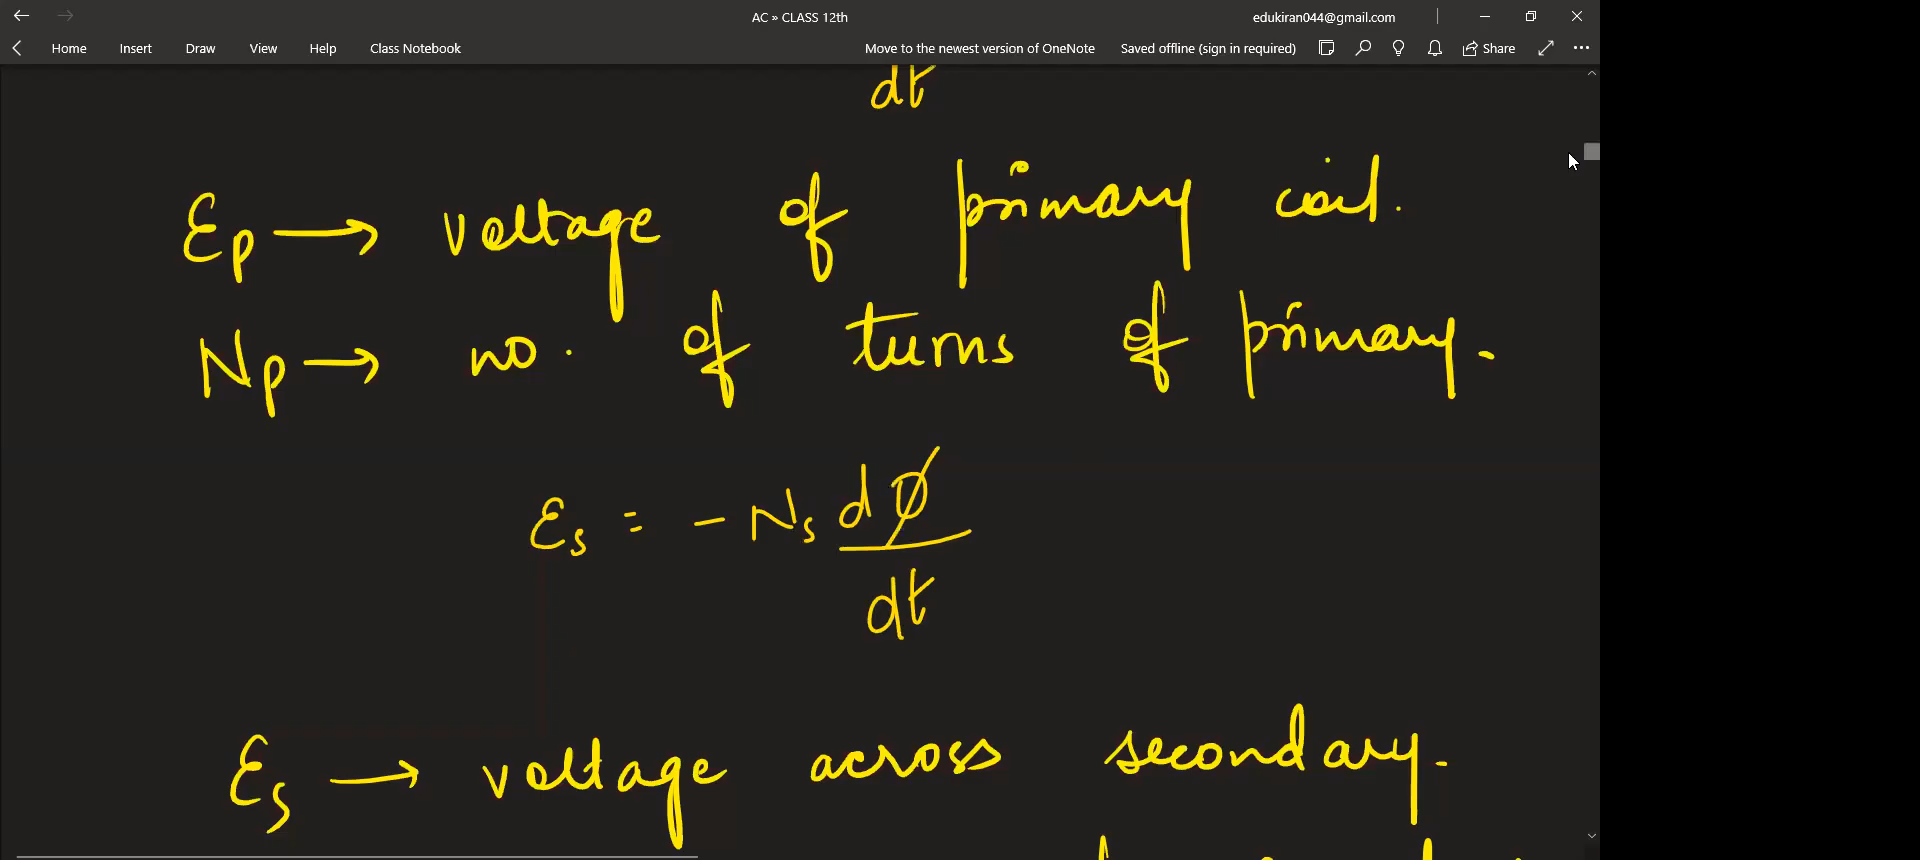 AC » CLASS 12th
edukiran044@gmail.com
Home Insert Draw View Help Class Notebook Move to the newest version of OneNote Saved offline (sign in required) Share
dt
Ep → voltage of primary coil.
Np → no. of turns of primary.
Es = - Ns dΦ
dt
Es → voltage across secondary.